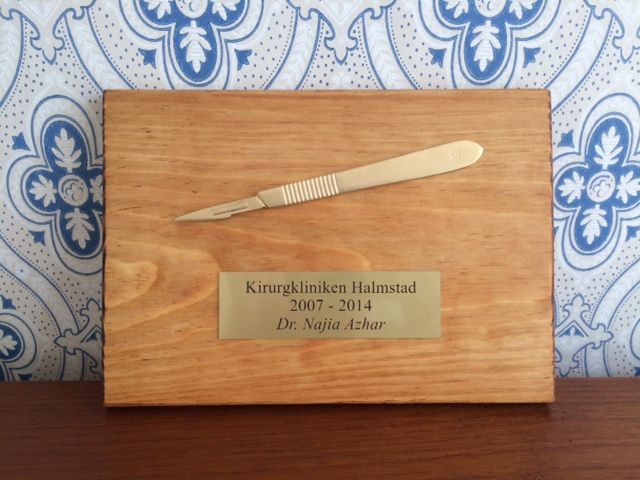 Kirurgkliniken Halmstad
2007 - 2014
Dr. Najia Azhar